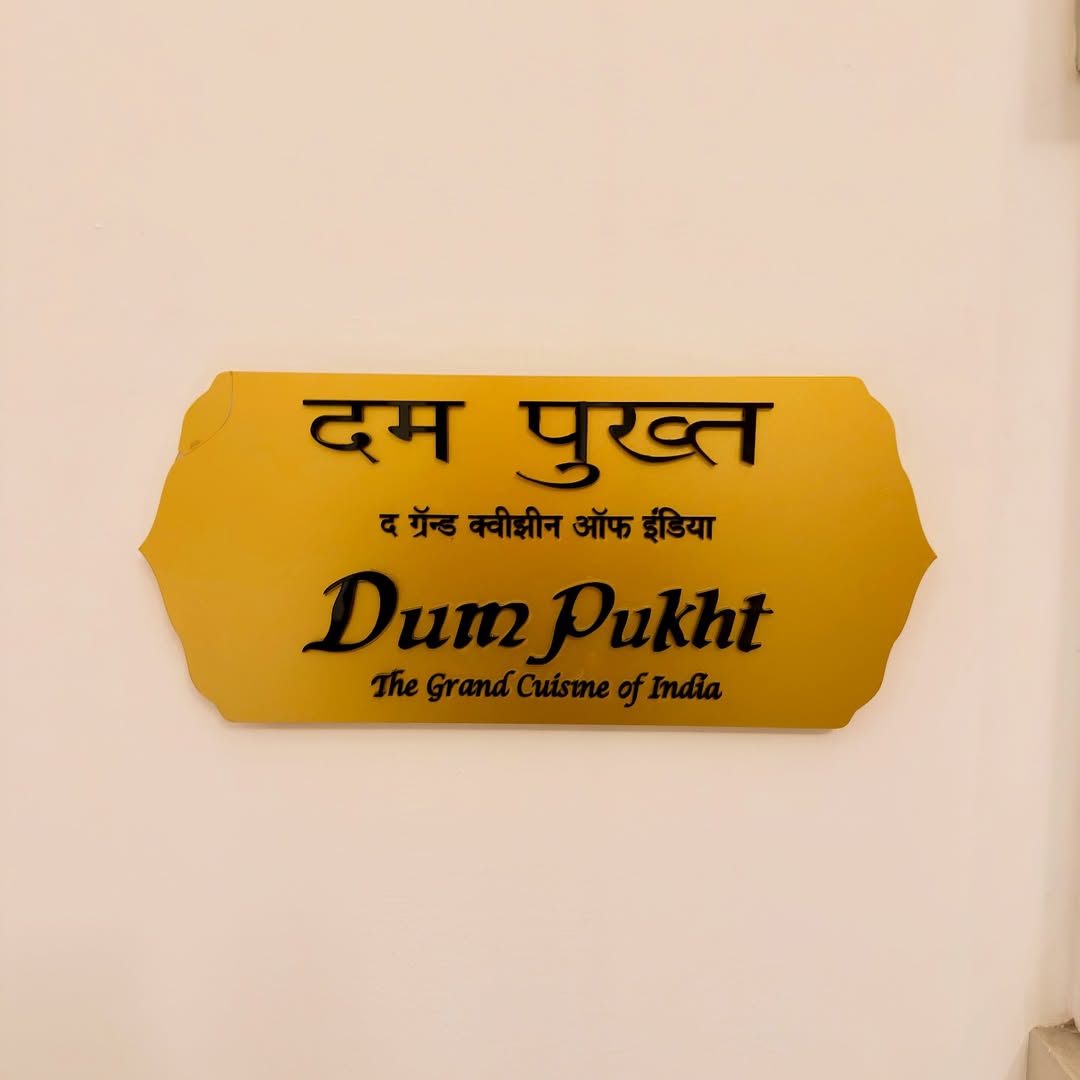 दम पुख्त
द ग्रॅन्ड क्वीझीन ऑफ इंडिया
Dum Pukht
The Grand Cuisine of India